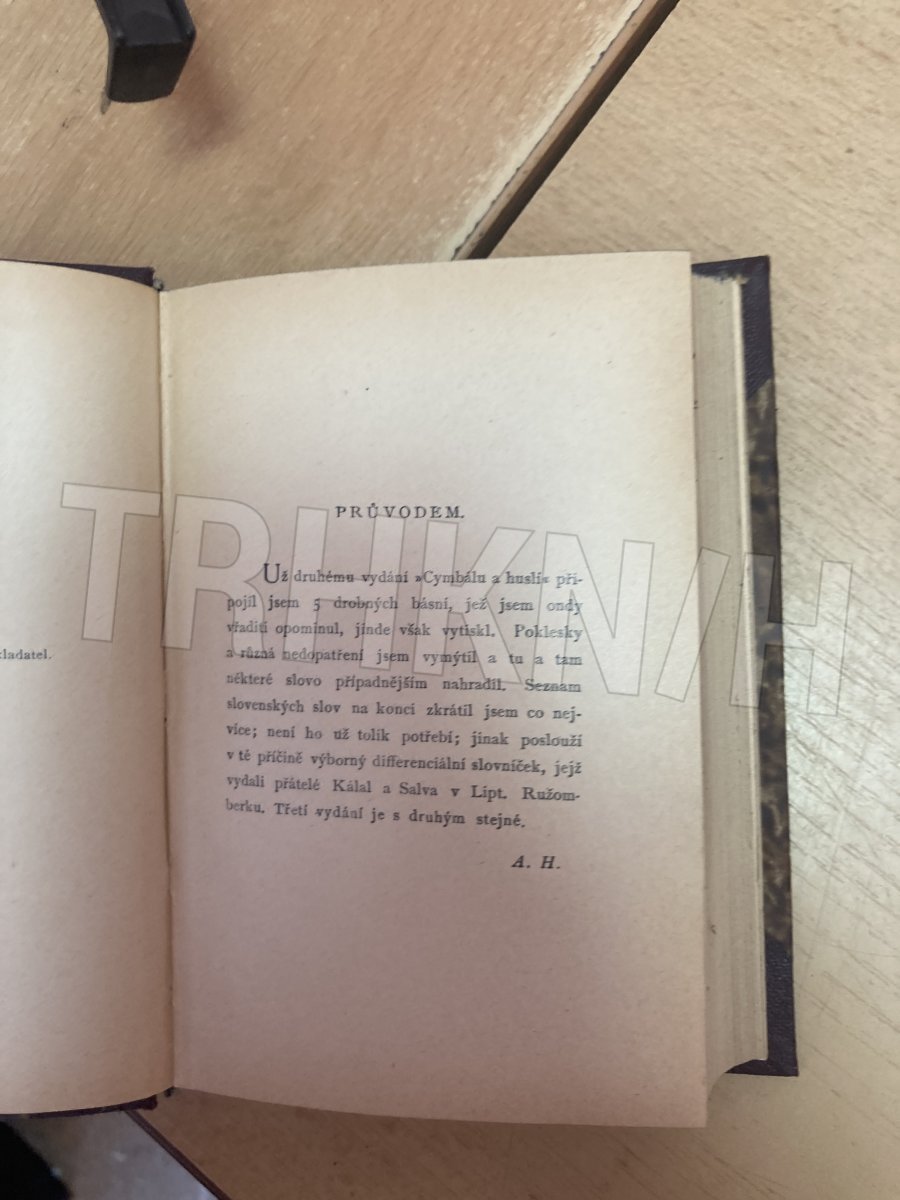 PRŮVODEM.
Už druhému vydání »Cymbálu a huslí« při-
pojil jsem 5 drobných básní, jež jsem ondy
vřaditi opominul, jinde však vytiskl. Poklesky
a různá nedopatření jsem vymýtil a tu a tam
některé slovo případnějším nahradil. Seznam
slovenských slov na konci zkrátil jsem co nej-
více; není ho už tolik potřebí; jinak poslouží
v té příčině výborný differenciální slovníček, jejž
vydali přátelé Kálal a Salva v Lipt. Ružom-
berku. Třetí vydání je s druhým stejné.
A. H.
kladatel.
TRHKNIH